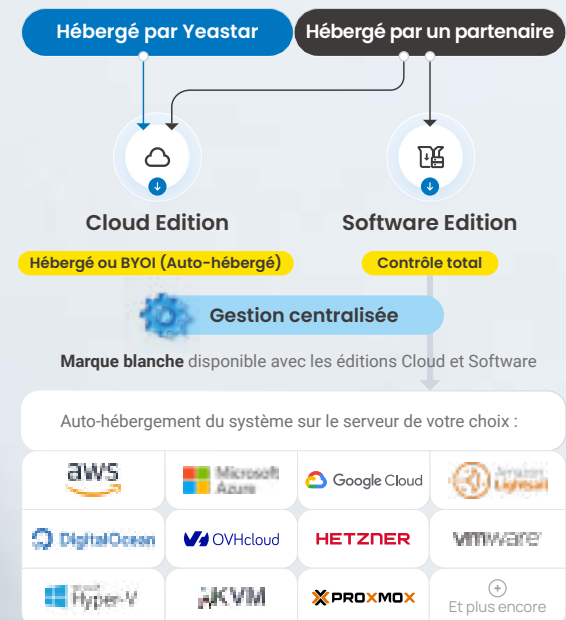 Hébergé par Yeastar
Hébergé par un partenaire
Cloud Edition
Software Edition
Hébergé ou BYOI (Auto-hébergé)
Contrôle total
Gestion centralisée
Marque blanche disponible avec les éditions Cloud et Software
Auto-hébergement du système sur le serveur de votre choix :
aws
Microsoft Azure
Google Cloud
Amazon Lightsail
DigitalOcean
OVHcloud
HETZNER
vmware
Hyper-V
KVM
PROXMOX
Et plus encore